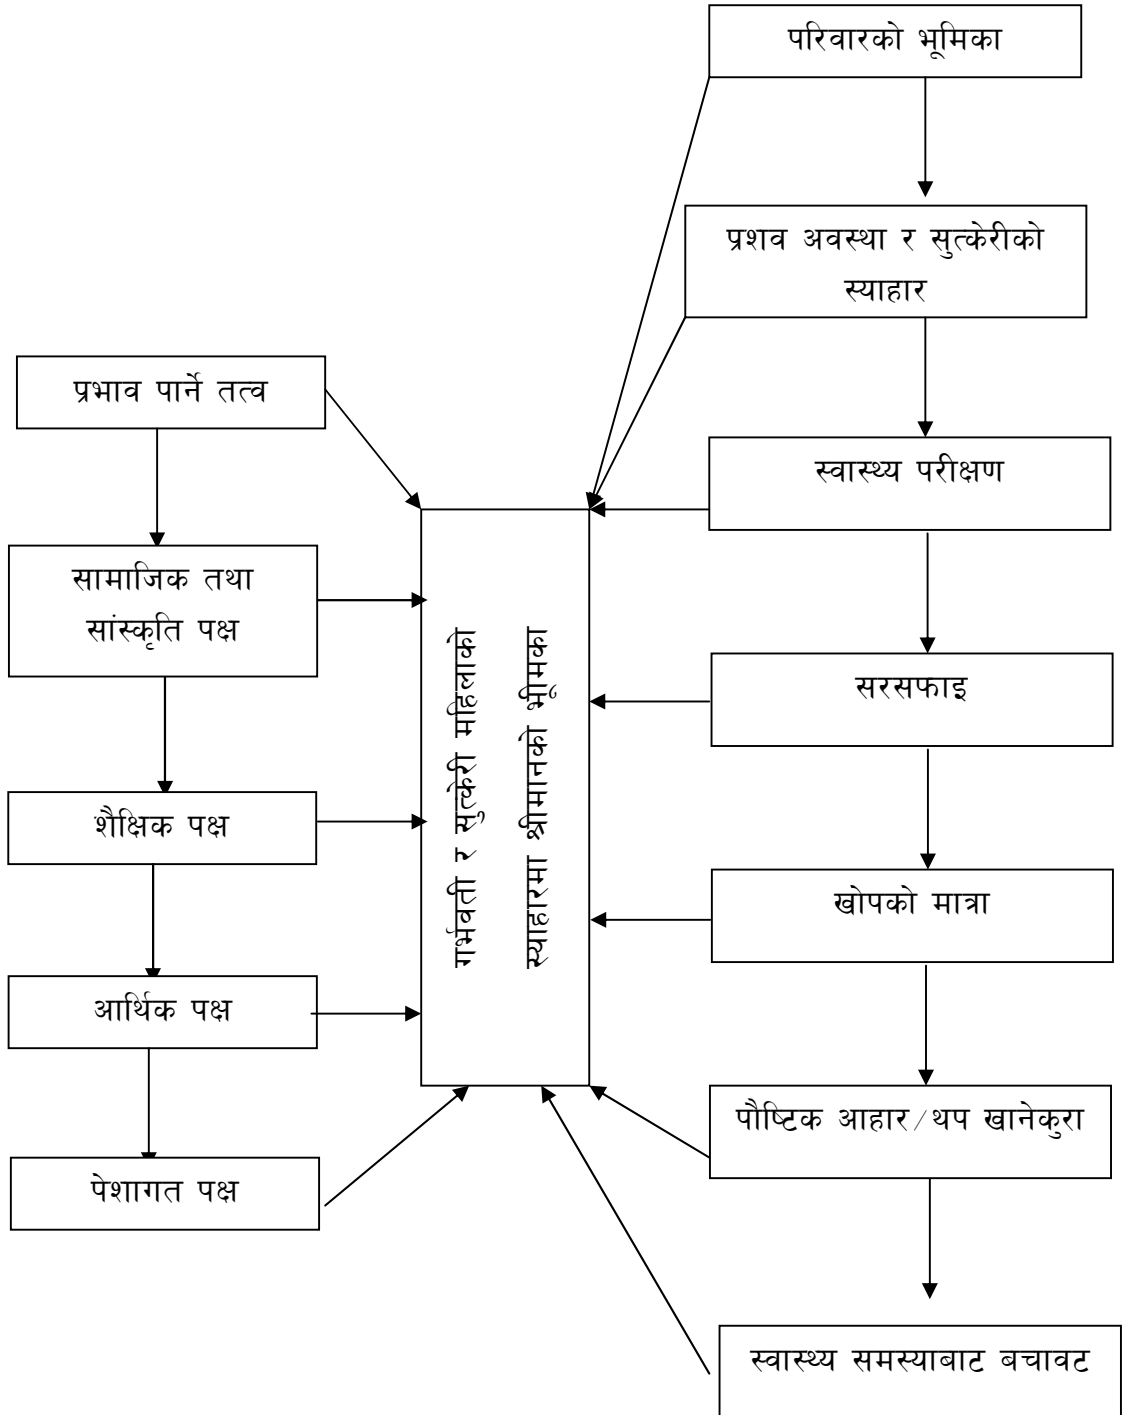 परिवारको भूमिका
प्रशव अवस्था र सुत्केरीको
स्याहार
प्रभाव पार्ने तत्व
स्वास्थ्य परीक्षण
सामाजिक तथा
सांस्कृति पक्ष
गर्भवती र सुत्केरी महिलाको
स्याहारमा श्रीमानको भूमिका
सरसफाइ
शैक्षिक पक्ष
खोपको मात्रा
आर्थिक पक्ष
पौष्टिक आहार/थप खानेकुरा
पेशागत पक्ष
स्वास्थ्य समस्याबाट बचावट